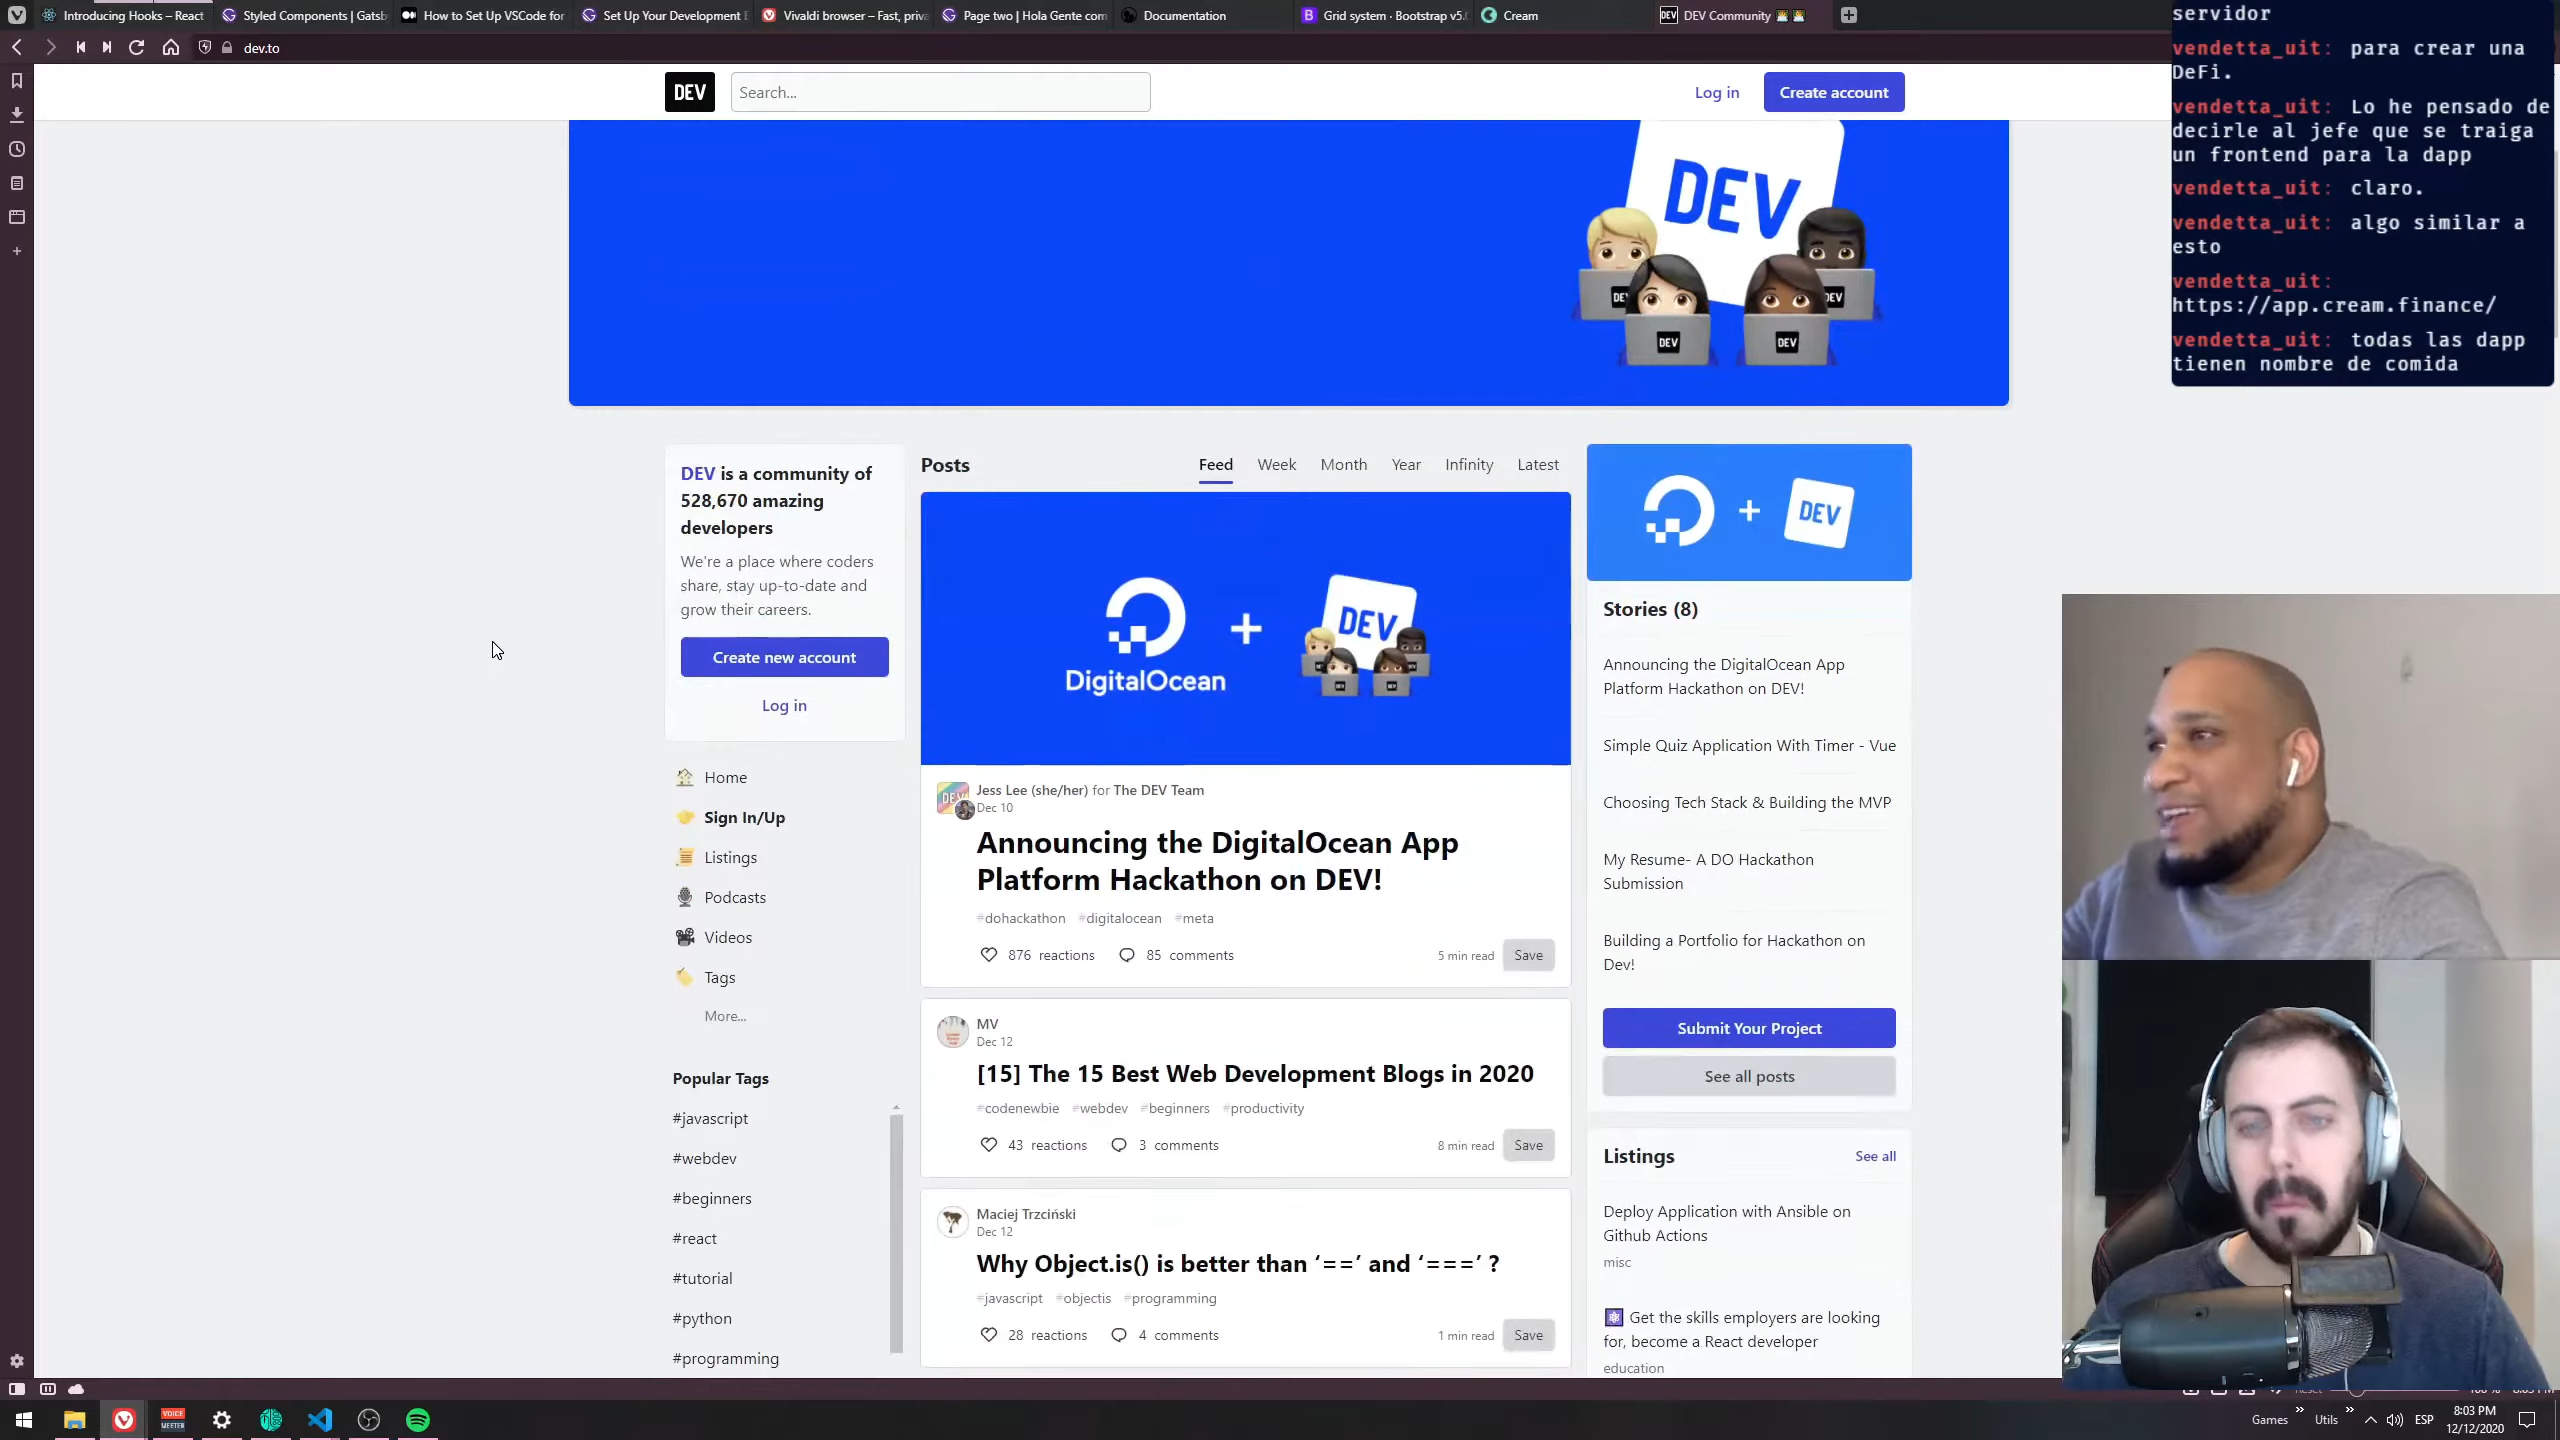 Introducing Hooks – React
Styled Components | Gatsb
How to Set Up VSCode for
Set Up Your Development E
Vivaldi browser – Fast, priva
Page two | Hola Gente com
Documentation
Grid system · Bootstrap v5.
Cream
DEV Community
dev.to
DEV
Search...
Log in
Create account
servidor
vendetta_uit: para crear una
DeFi.
vendetta_uit: Lo he pensado de
decirle al jefe que se traiga
un frontend para la dapp
vendetta_uit: claro.
vendetta_uit: algo similar a
esto
vendetta_uit:
https://app.cream.finance/
vendetta_uit: todas las dapp
tienen nombre de comida
DEV
DEV
DEV
DEV
DEV
DEV is a community of
528,670 amazing
developers
We're a place where coders
share, stay up-to-date and
grow their careers.
Create new account
Log in
Home
Sign In/Up
Listings
Podcasts
Videos
Tags
More...
Popular Tags
#javascript
#webdev
#beginners
#react
#tutorial
#python
#programming
Posts
Feed
Week
Month
Year
Infinity
Latest
DigitalOcean
+
DEV
Jess Lee (she/her) for The DEV Team
Dec 10
Announcing the DigitalOcean App
Platform Hackathon on DEV!
#dohackathon #digitalocean #meta
876 reactions
85 comments
5 min read
Save
MV
Dec 12
[15] The 15 Best Web Development Blogs in 2020
#codenewbie #webdev #beginners #productivity
43 reactions
3 comments
8 min read
Save
Maciej Trzciński
Dec 12
Why Object.is() is better than ‘==’ and ‘===’ ?
#javascript #objectis #programming
28 reactions
4 comments
1 min read
Save
+
DEV
Stories (8)
Announcing the DigitalOcean App
Platform Hackathon on DEV!
Simple Quiz Application With Timer - Vue
Choosing Tech Stack & Building the MVP
My Resume- A DO Hackathon
Submission
Building a Portfolio for Hackathon on
Dev!
Submit Your Project
See all posts
Listings
See all
Deploy Application with Ansible on
Github Actions
misc
Get the skills employers are looking
for, become a React developer
education
VOICE
MEETER
Games
Utils
ESP
8:03 PM
12/12/2020